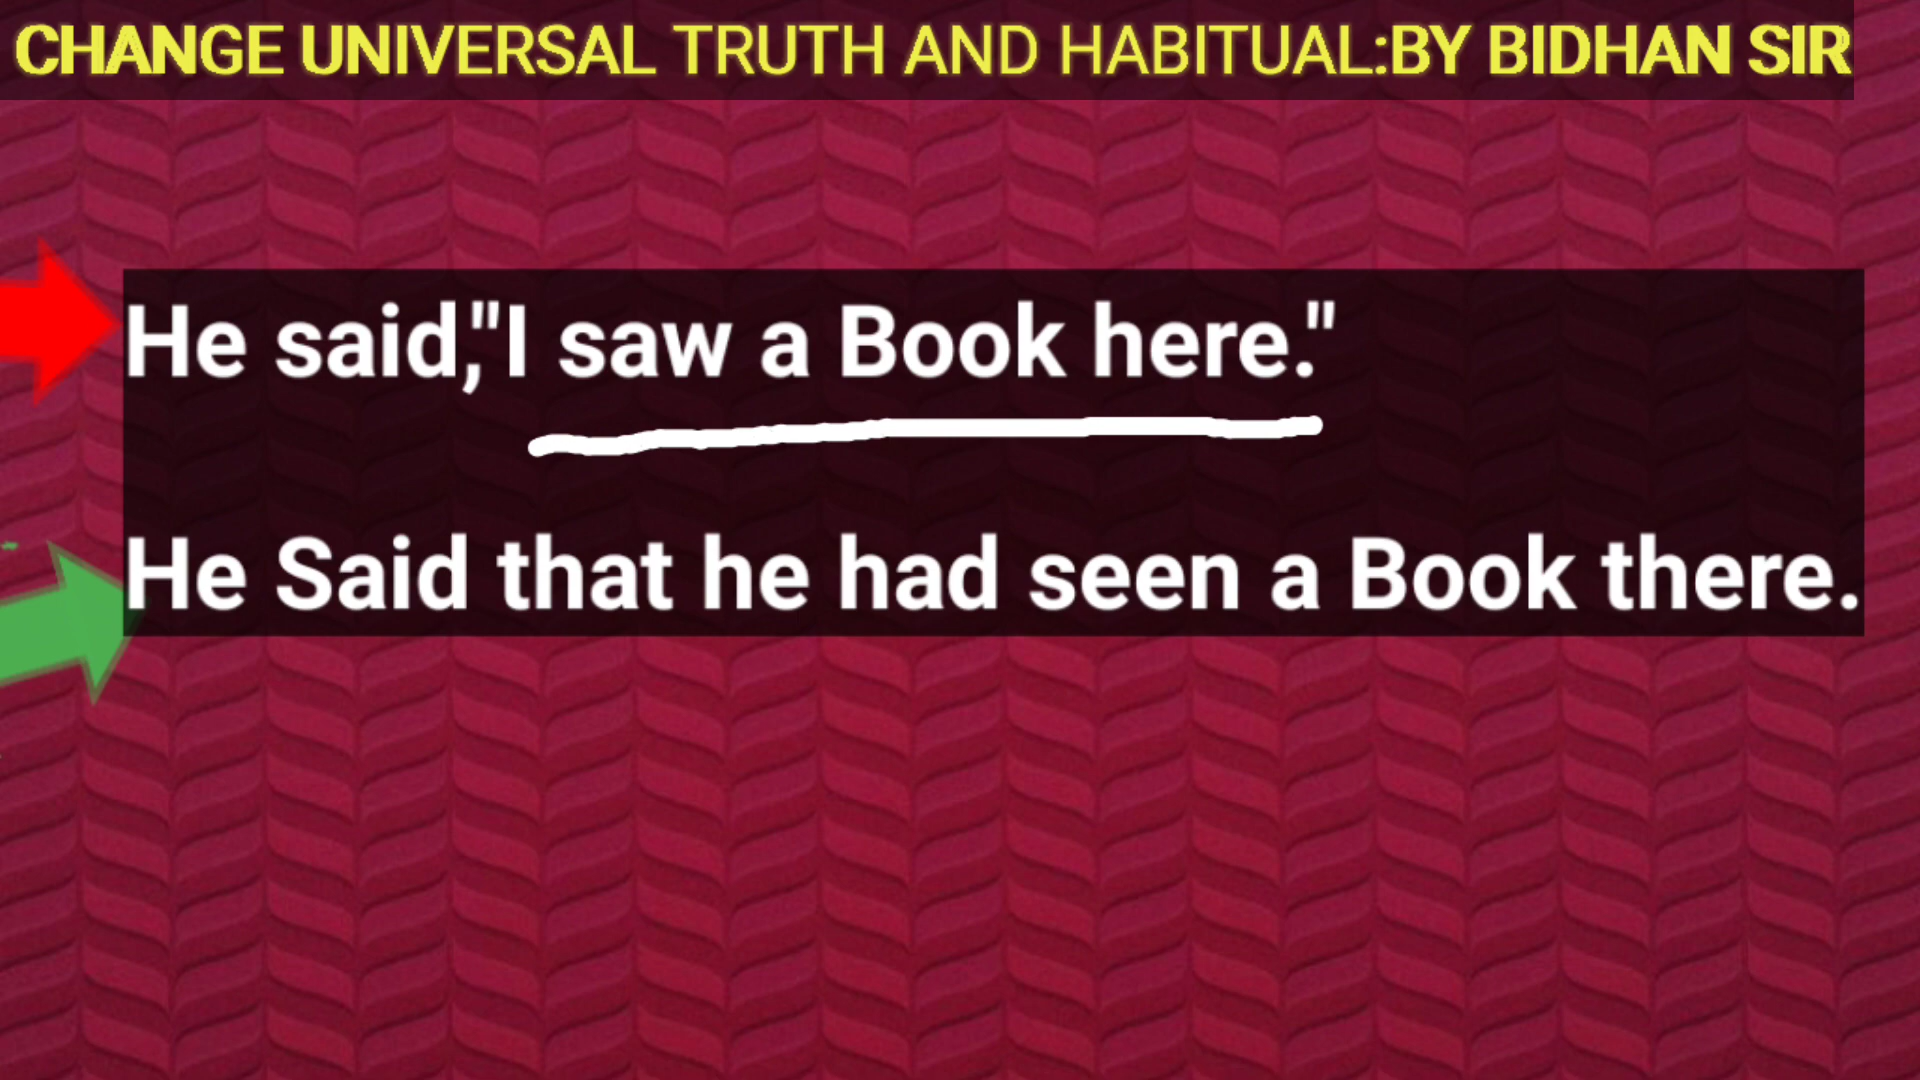 CHANGE UNIVERSAL TRUTH AND HABITUAL:BY BIDHAN SIR
He said,"I saw a Book here."
He Said that he had seen a Book there.